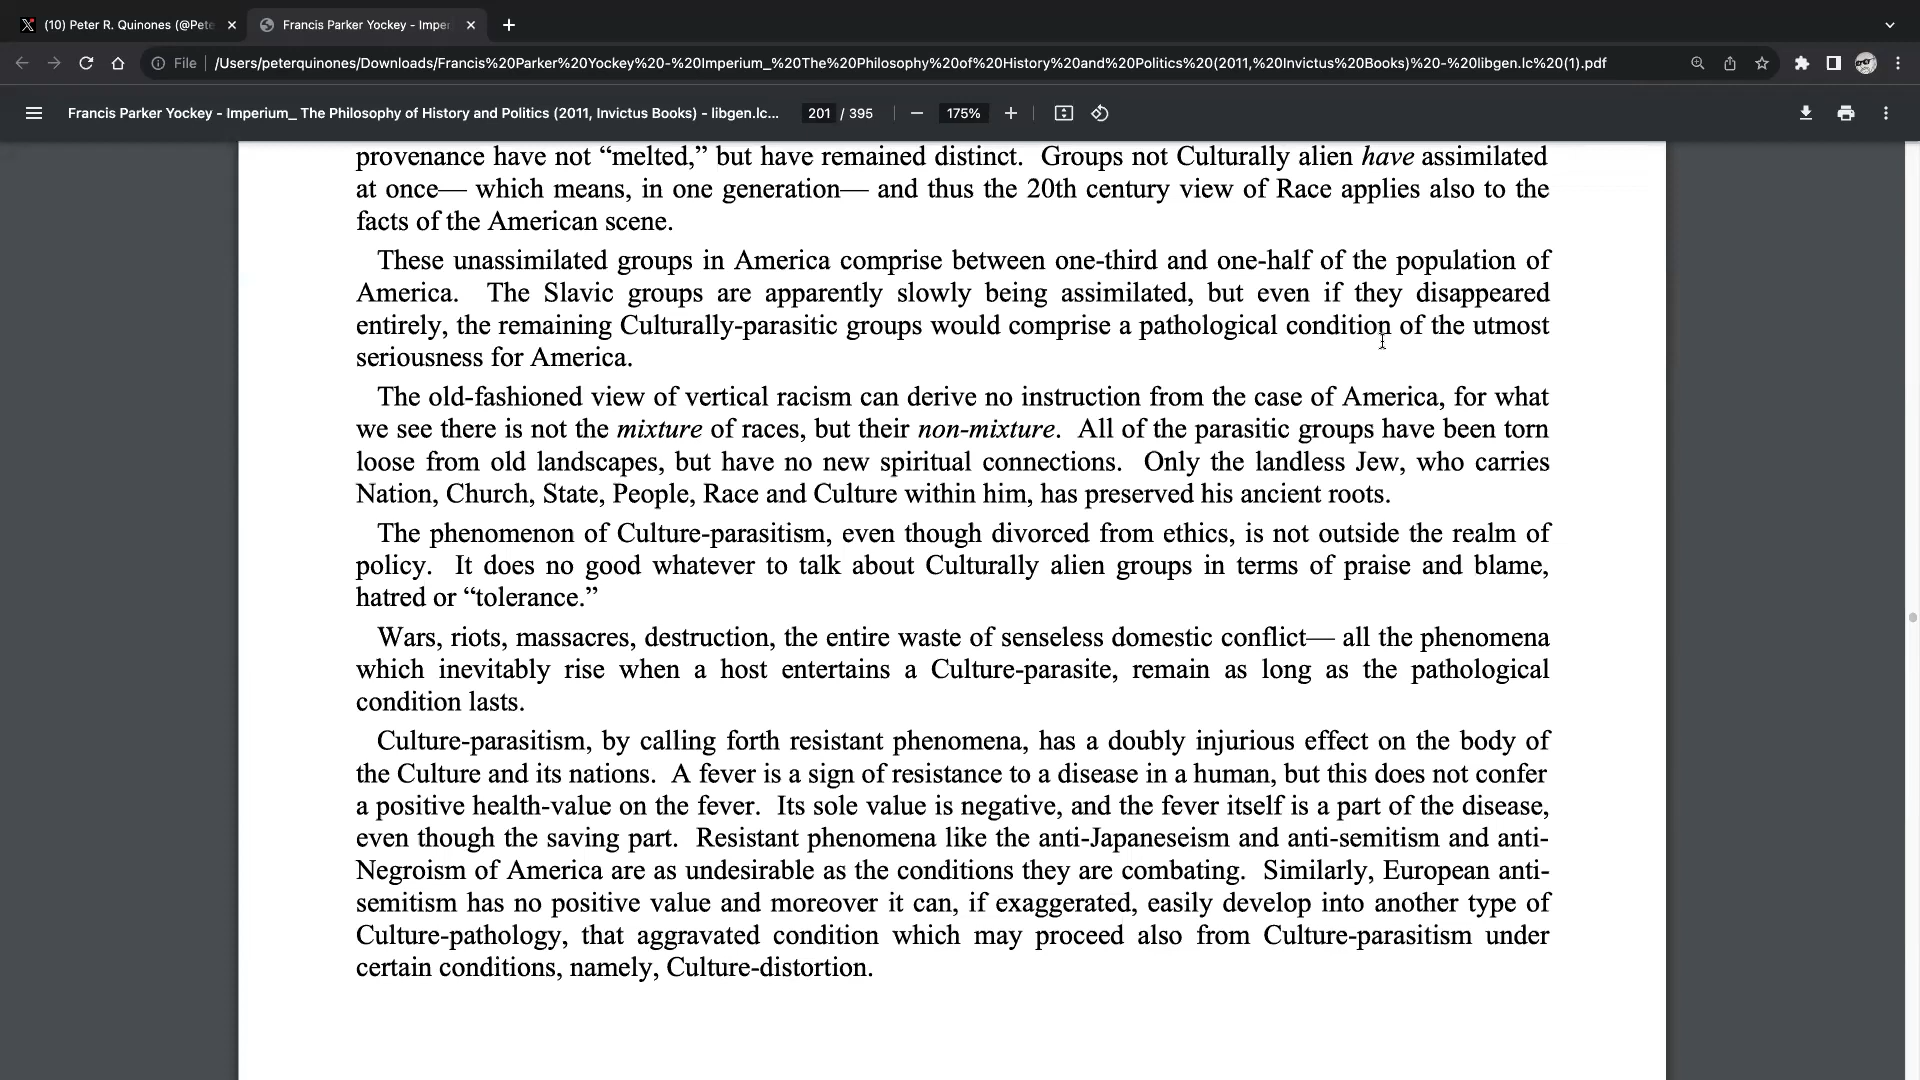 (10) Peter R. Quinones (@Pete
Francis Parker Yockey - Imper
File
/Users/peterquinones/Downloads/Francis%20Parker%20Yockey%20-%20Imperium_%20The%20Philosophy%20of%20History%20and%20Politics%20(2011,%20Invictus%20Books)%20-%20libgen.lc%20(1).pdf
Francis Parker Yockey - Imperium_ The Philosophy of History and Politics (2011, Invictus Books) - libgen.lc...
201 / 395
175%
provenance have not “melted,” but have remained distinct. Groups not Culturally alien have assimilated
at once— which means, in one generation— and thus the 20th century view of Race applies also to the
facts of the American scene.
These unassimilated groups in America comprise between one-third and one-half of the population of
America. The Slavic groups are apparently slowly being assimilated, but even if they disappeared
entirely, the remaining Culturally-parasitic groups would comprise a pathological condition of the utmost
seriousness for America.
The old-fashioned view of vertical racism can derive no instruction from the case of America, for what
we see there is not the mixture of races, but their non-mixture. All of the parasitic groups have been torn
loose from old landscapes, but have no new spiritual connections. Only the landless Jew, who carries
Nation, Church, State, People, Race and Culture within him, has preserved his ancient roots.
The phenomenon of Culture-parasitism, even though divorced from ethics, is not outside the realm of
policy. It does no good whatever to talk about Culturally alien groups in terms of praise and blame,
hatred or “tolerance.”
Wars, riots, massacres, destruction, the entire waste of senseless domestic conflict— all the phenomena
which inevitably rise when a host entertains a Culture-parasite, remain as long as the pathological
condition lasts.
Culture-parasitism, by calling forth resistant phenomena, has a doubly injurious effect on the body of
the Culture and its nations. A fever is a sign of resistance to a disease in a human, but this does not confer
a positive health-value on the fever. Its sole value is negative, and the fever itself is a part of the disease,
even though the saving part. Resistant phenomena like the anti-Japaneseism and anti-semitism and anti-
Negroism of America are as undesirable as the conditions they are combating. Similarly, European anti-
semitism has no positive value and moreover it can, if exaggerated, easily develop into another type of
Culture-pathology, that aggravated condition which may proceed also from Culture-parasitism under
certain conditions, namely, Culture-distortion.